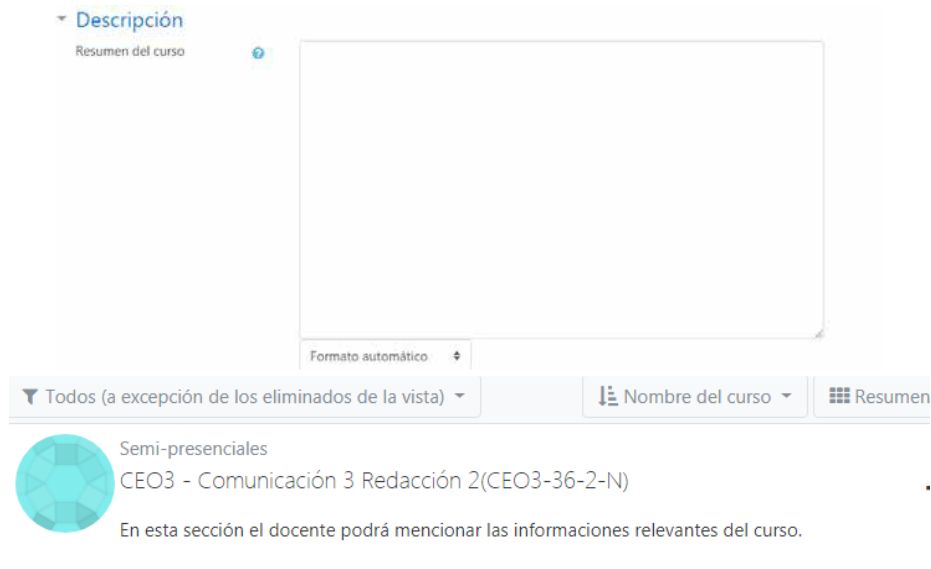 Descripción
Resumen del curso
Formato automático
Todos (a excepción de los eliminados de la vista)
Nombre del curso
Resumen
Semi-presenciales
CEO3 - Comunicación 3 Redacción 2(CEO3-36-2-N)
En esta sección el docente podrá mencionar las informaciones relevantes del curso.